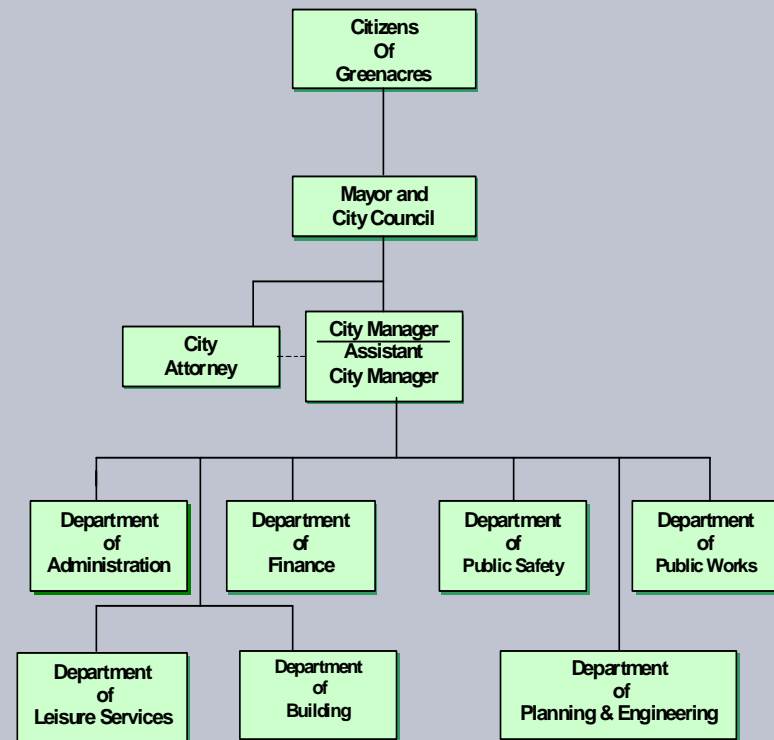 Citizens
Of
Greenacres
Mayor and
City Council
City
Attorney
City Manager
Assistant
City Manager
Department
of
Administration
Department
of
Finance
Department
of
Public Safety
Department
of
Public Works
Department
of
Leisure Services
Department
of
Building
Department
of
Planning & Engineering